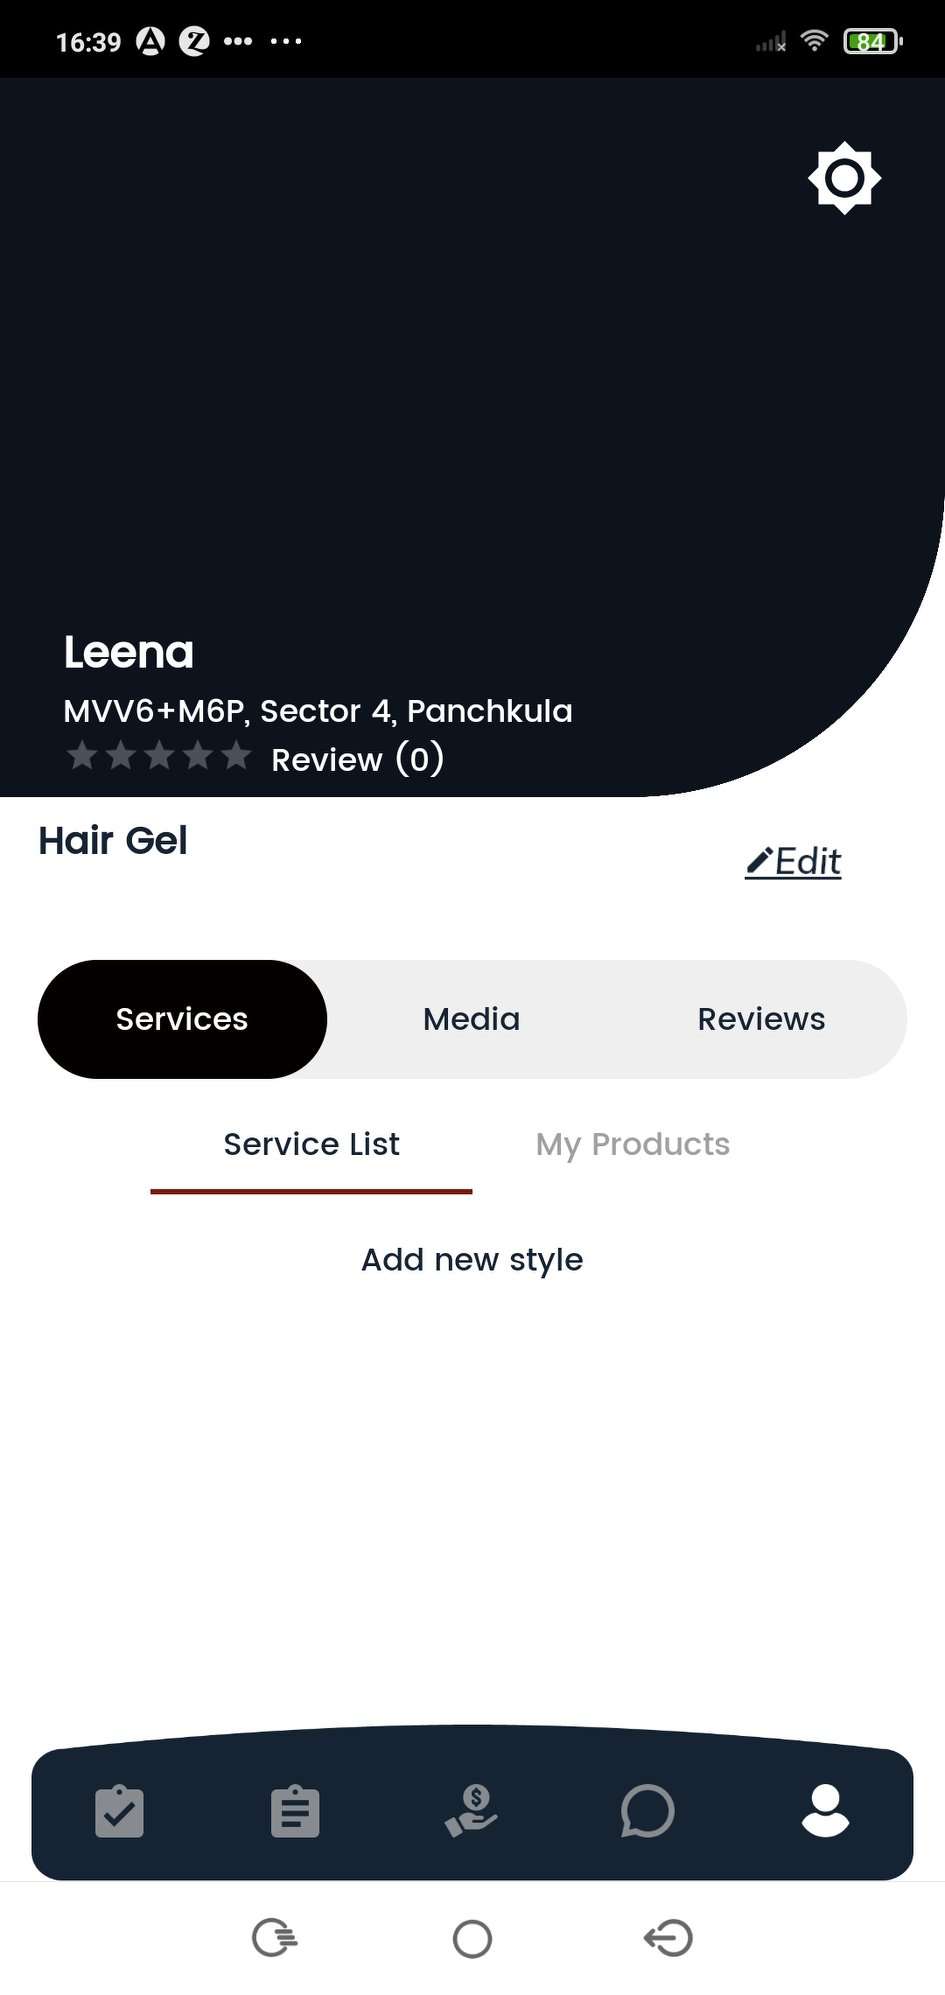 16:39
84
Leena
MVV6+M6P, Sector 4, Panchkula
Review (0)
Hair Gel
Edit
Services Media Reviews
Service List My Products
Add new style